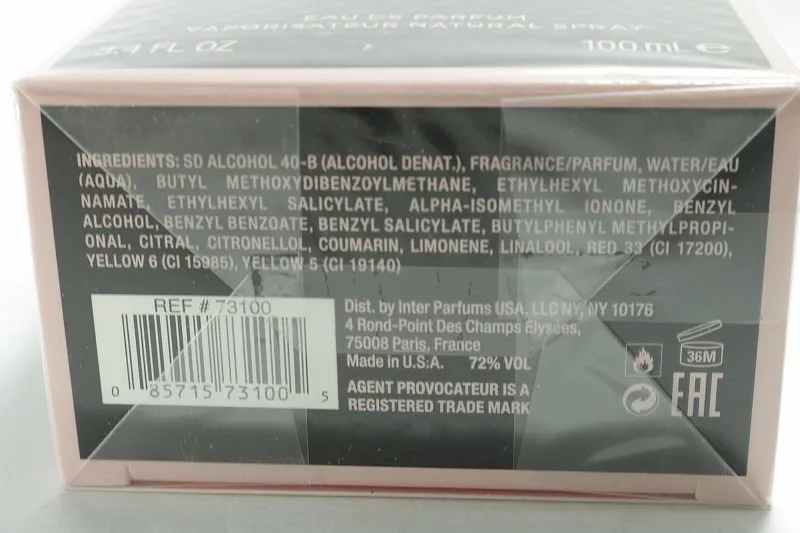 EAU DE PARFUM
VAPORISATEUR NATURAL SPRAY
3.4 FL OZ
100 mL e
INGREDIENTS: SD ALCOHOL 40-B (ALCOHOL DENAT.), FRAGRANCE/PARFUM, WATER/EAU
(AQUA), BUTYL METHOXYDIBENZOYLMETHANE, ETHYLHEXYL METHOXYCIN-
NAMATE, ETHYLHEXYL SALICYLATE, ALPHA-ISOMETHYL IONONE, BENZYL
ALCOHOL, BENZYL BENZOATE, BENZYL SALICYLATE, BUTYLPHENYL METHYLPROPI-
ONAL, CITRAL, CITRONELLOL, COUMARIN, LIMONENE, LINALOOL, RED 33 (CI 17200),
YELLOW 6 (CI 15985), YELLOW 5 (CI 19140)
REF # 73100
0 85715 73100 5
Dist. by Inter Parfums USA, LLC NY, NY 10176
4 Rond-Point Des Champs Elysées,
75008 Paris, France
Made in U.S.A. 72% VOL
AGENT PROVOCATEUR IS A
REGISTERED TRADE MARK
36M
EAC